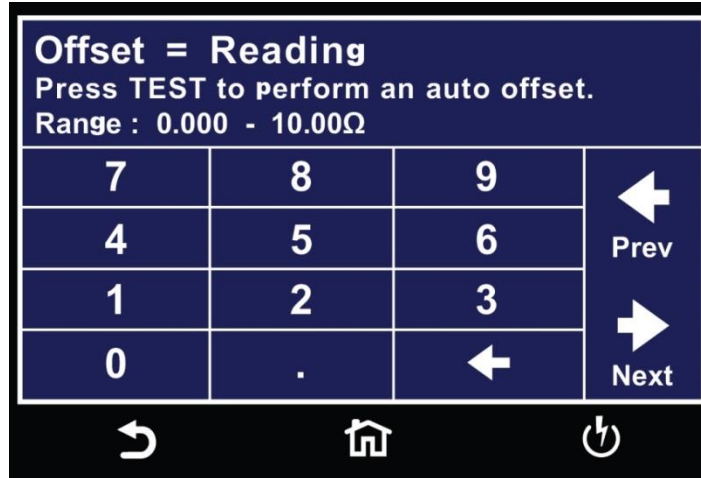 Offset = Reading
Press TEST to perform an auto offset.
Range : 0.000 - 10.00Ω
7 8 9
Prev
4 5 6
1 2 3
Next
0 .